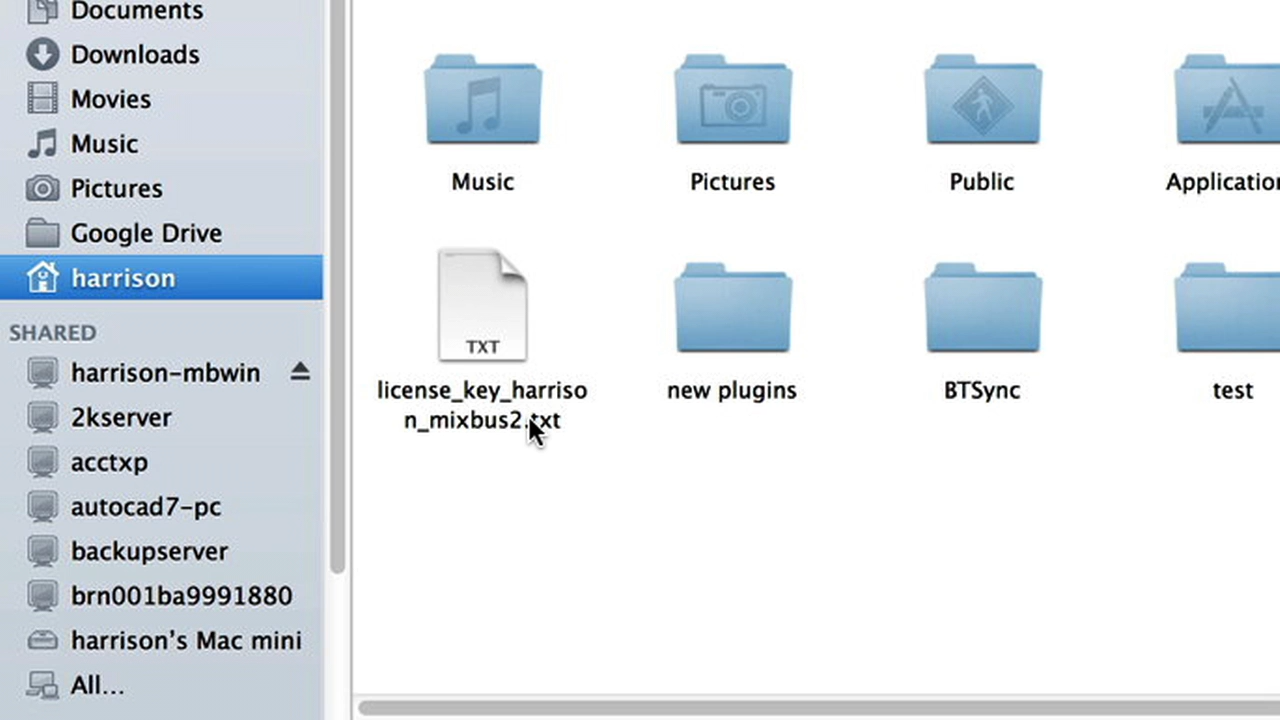 Documents
Downloads
Movies
Music
Pictures
Google Drive
harrison
SHARED
harrison-mbwin
2kserver
acctxp
autocad7-pc
backupserver
brn001ba9991880
harrison's Mac mini
All...
Music
Pictures
Public
Application
TXT
license_key_harriso
n_mixbus2.txt
new plugins
BTSync
test